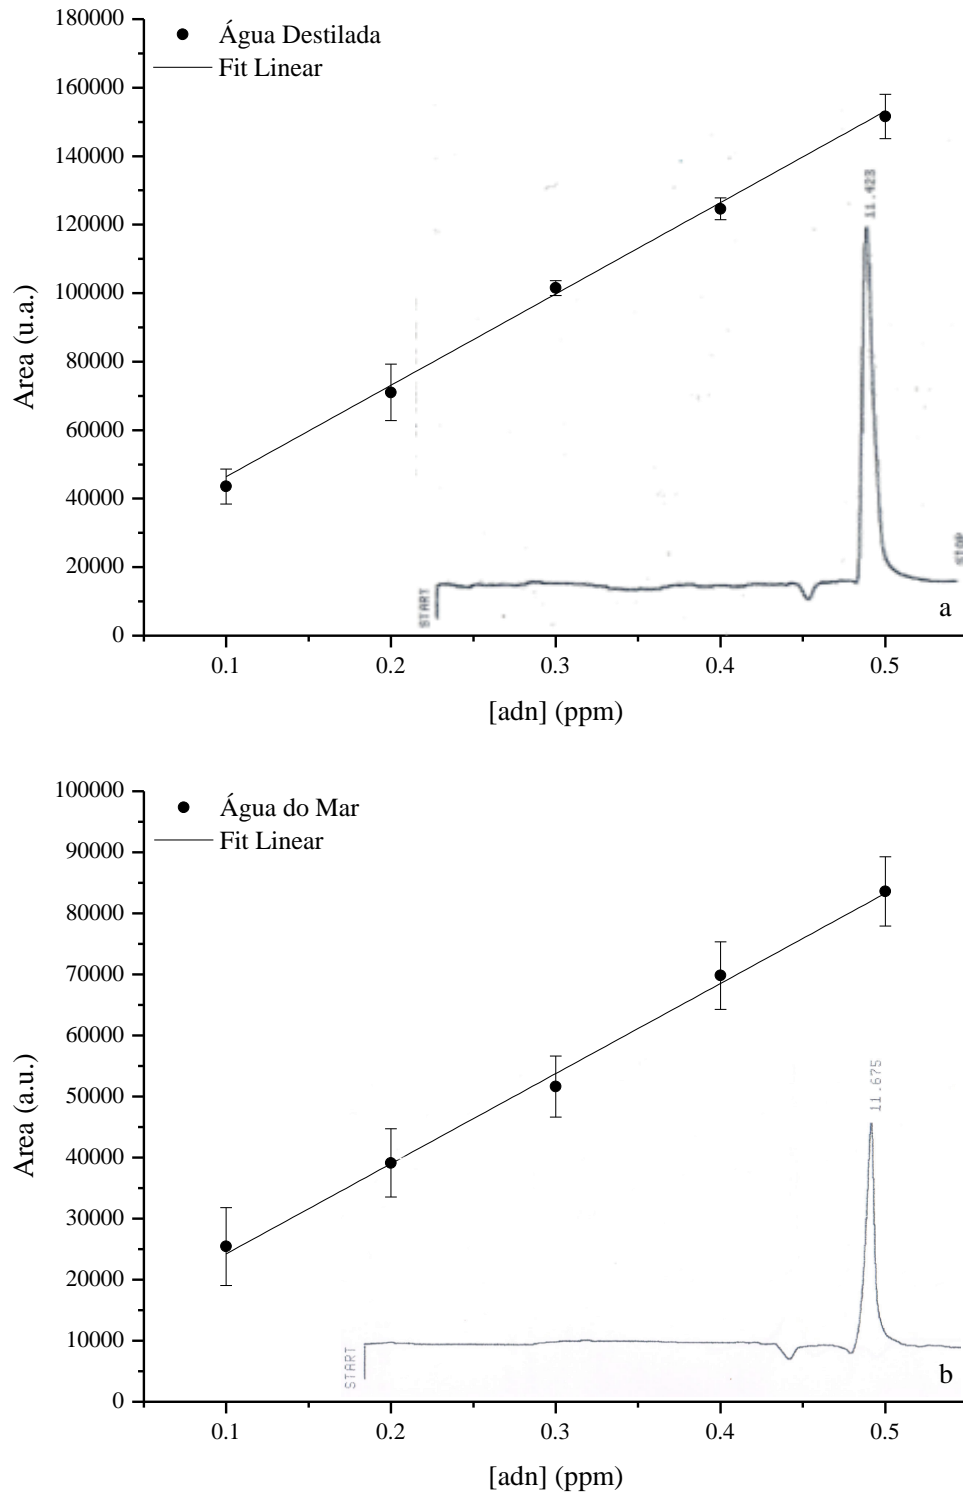 180000
160000
140000
120000
100000
80000
60000
40000
20000
0
Area (u.a.)
Água Destilada
Fit Linear
11.423
START
STOP
a
0.1 0.2 0.3 0.4 0.5
[adn] (ppm)
100000
90000
80000
70000
60000
50000
40000
30000
20000
10000
0
Area (a.u.)
Água do Mar
Fit Linear
11.675
START
b
0.1 0.2 0.3 0.4 0.5
[adn] (ppm)